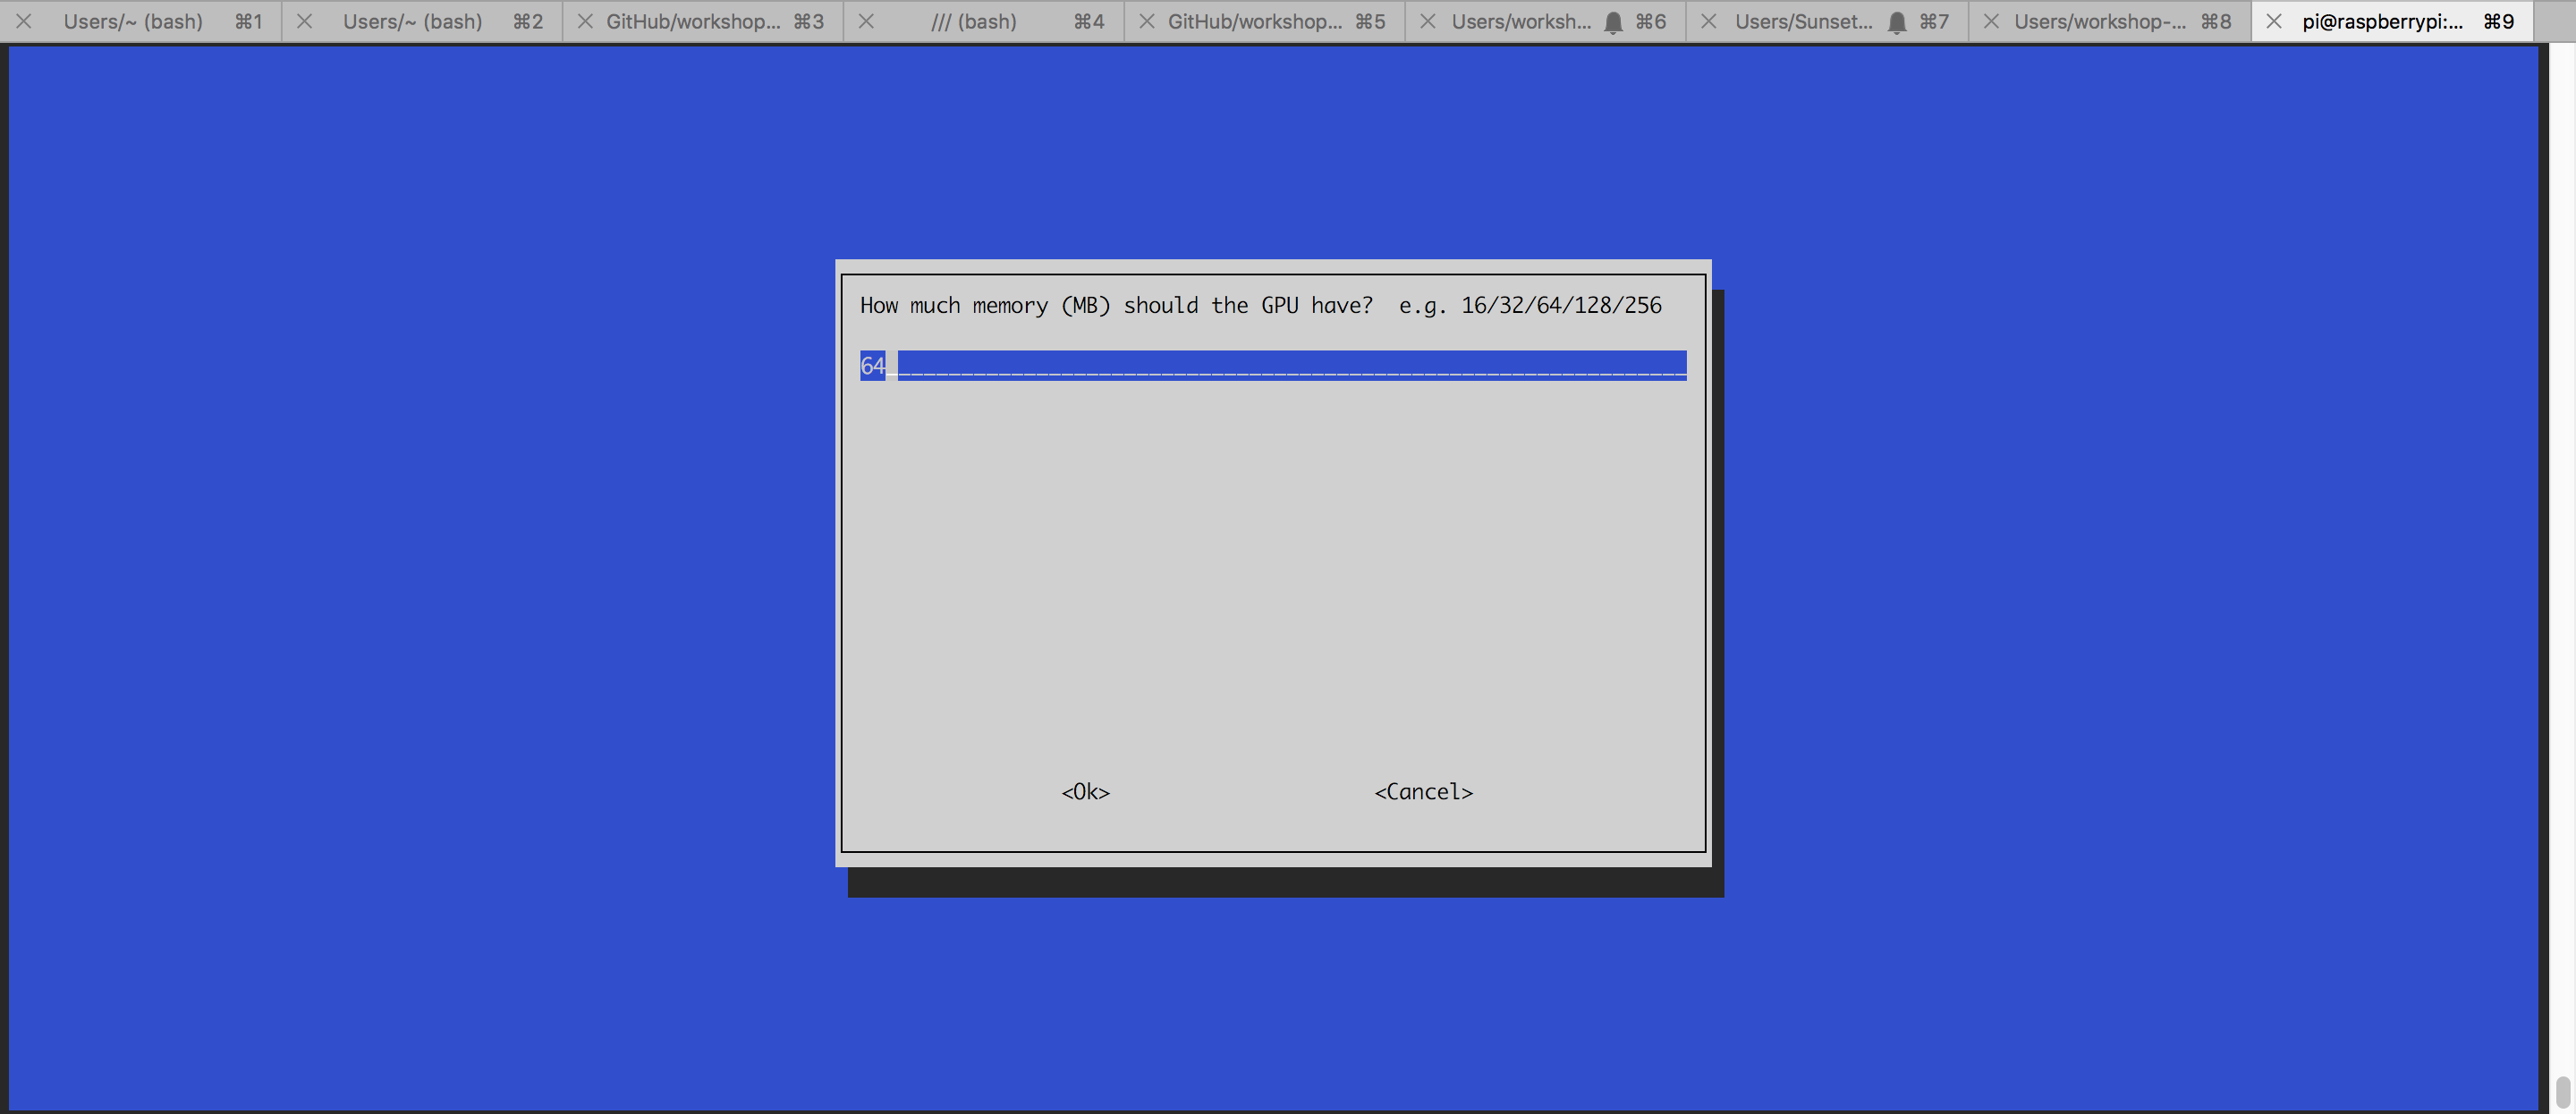 Users/~ (bash) ⌘1 Users/~ (bash) ⌘2 GitHub/workshop... ⌘3 /// (bash) ⌘4 GitHub/workshop... ⌘5 Users/worksh... ⌘6 Users/Sunset... ⌘7 Users/workshop-... ⌘8 pi@raspberrypi:... ⌘9
How much memory (MB) should the GPU have?  e.g. 16/32/64/128/256
64
<Ok> <Cancel>